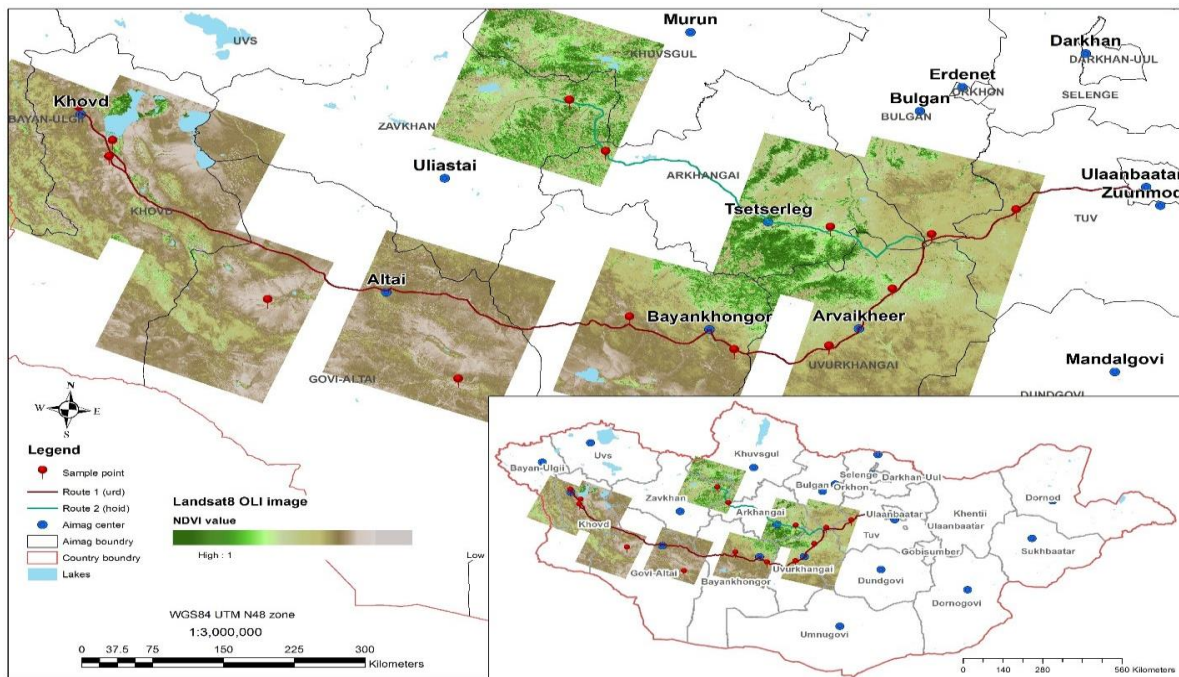 Murun
UVS
KHUVSGUL
Darkhan
DARKHAN-UUL
Erdenet
ORKHON
SELENGE
Khovd
BAYAN-ULGII
Bulgan
BULGAN
ZAVKHAN
Uliastai
ARKHANGAI
Ulaanbaatar
Zuunmod
KHOVD
Tsetserleg
TUV
Altai
Bayankhongor
Arvaikheer
UVURKHANGAI
Mandalgovi
GOVI-ALTAI
DUNDGOVI
N
W E
S
Legend
Sample point
Route 1 (urd)
Route 2 (hoid)
Aimag center
Aimag boundry
Country boundry
Lakes
Landsat8 OLI image
NDVI value
High : 1
Low
WGS84 UTM N48 zone
1:3,000,000
0 37.5 75 150 225 300
Kilometers
Bayan-Ulgii
Uvs
Khuvsgul
Selenge
Darkhan-Uul
Bulgan
Orkhon
Zavkhan
Dornod
Arkhangai
Ulaanbaatar
Khentii
Khovd
Ulaanbaatar
Tuv
Sukhbaatar
Gobisumber
Govi-Altai
Uvurkhangai
Bayankhongor
Dundgovi
Dornogovi
Umnugovi
0 140 280 560
Kilometers